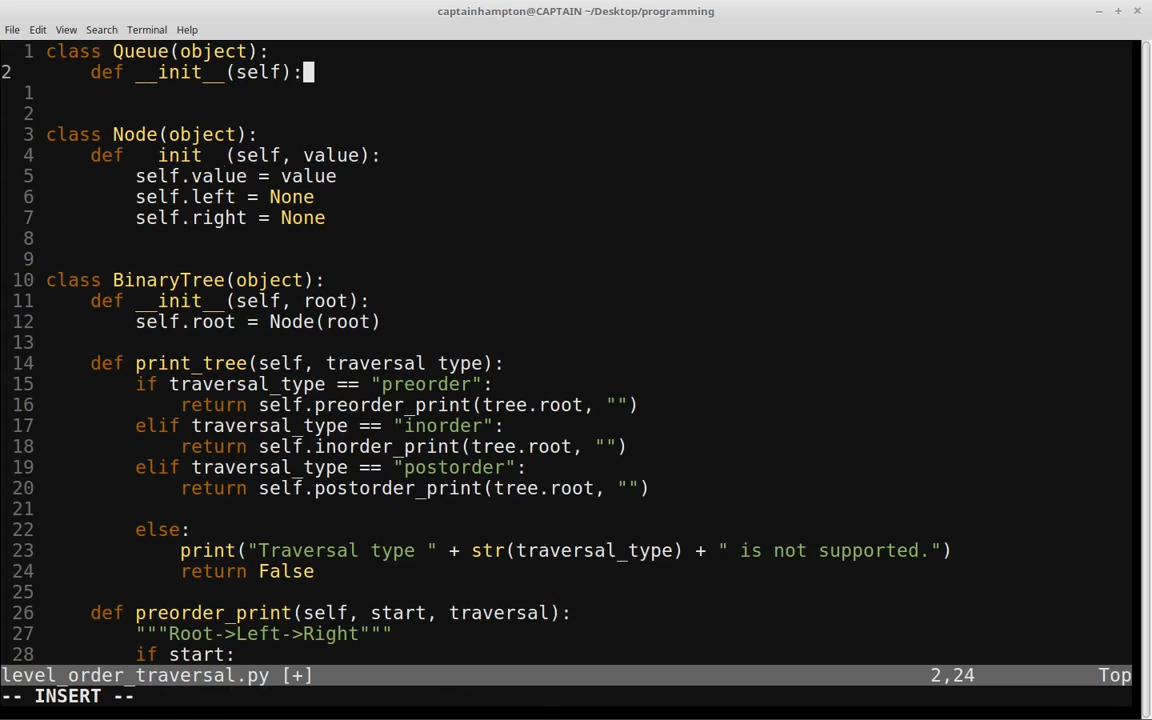 captainhampton@CAPTAIN ~/Desktop/programming
File Edit View Search Terminal Help
1 class Queue(object):
2 def __init__(self):
1
2
3 class Node(object):
4 def __init__(self, value):
5 self.value = value
6 self.left = None
7 self.right = None
8
9
10 class BinaryTree(object):
11 def __init__(self, root):
12 self.root = Node(root)
13
14 def print_tree(self, traversal_type):
15 if traversal_type == "preorder":
16 return self.preorder_print(tree.root, "")
17 elif traversal_type == "inorder":
18 return self.inorder_print(tree.root, "")
19 elif traversal_type == "postorder":
20 return self.postorder_print(tree.root, "")
21
22 else:
23 print("Traversal type " + str(traversal_type) + " is not supported.")
24 return False
25
26 def preorder_print(self, start, traversal):
27 """Root->Left->Right"""
28 if start:
level_order_traversal.py [+] 2,24 Top
-- INSERT --